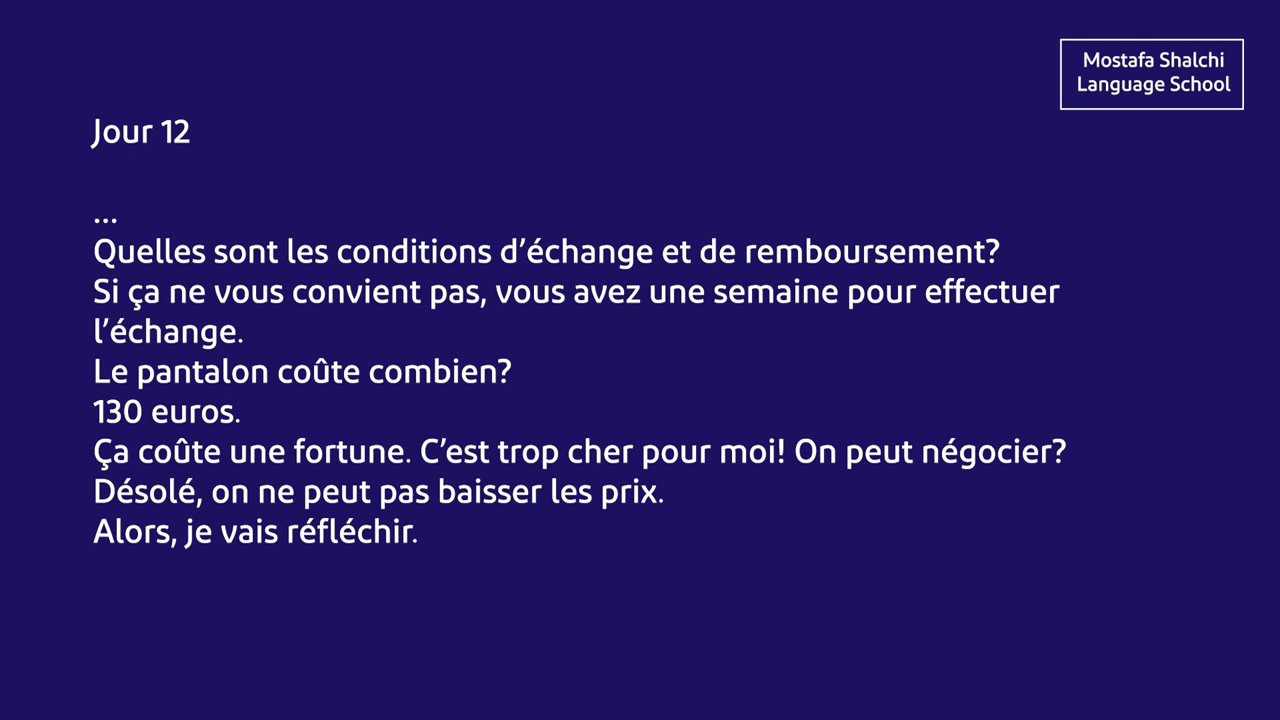 Mostafa Shalchi
Language School
Jour 12
...
Quelles sont les conditions d’échange et de remboursement?
Si ça ne vous convient pas, vous avez une semaine pour effectuer
l’échange.
Le pantalon coûte combien?
130 euros.
Ça coûte une fortune. C’est trop cher pour moi! On peut négocier?
Désolé, on ne peut pas baisser les prix.
Alors, je vais réfléchir.